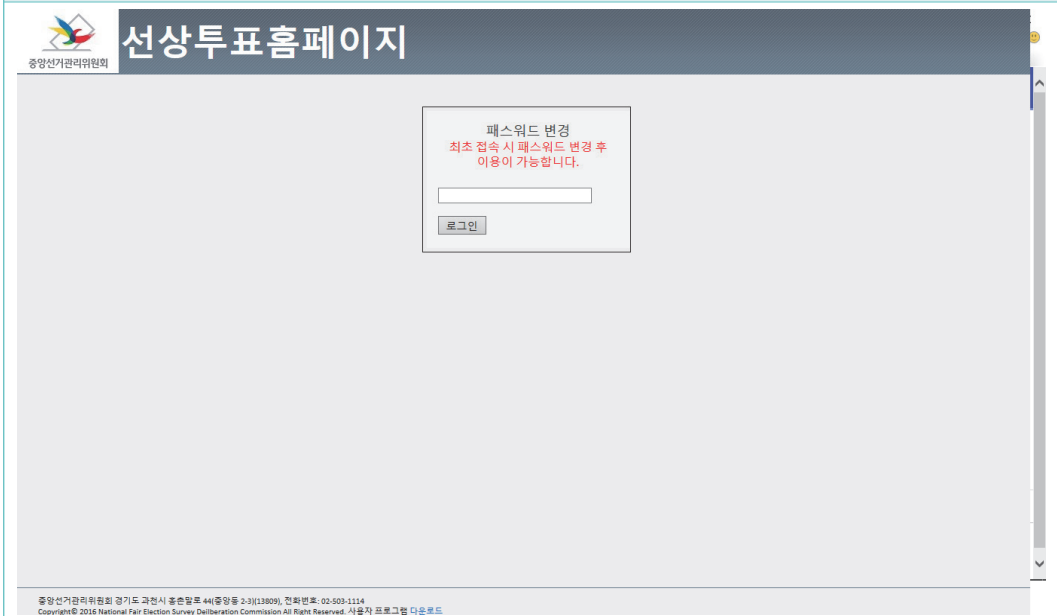 중앙선거관리위원회
선상투표홈페이지
패스워드 변경
최초 접속 시 패스워드 변경 후
이용이 가능합니다.
로그인
중앙선거관리위원회 경기도 과천시 홍촌말로 44(중앙동 2-3)(13809), 전화번호: 02-503-1114
Copyright© 2016 National Fair Election Survey Deilberation Commission All Right Reserved. 사용자 프로그램 다운로드